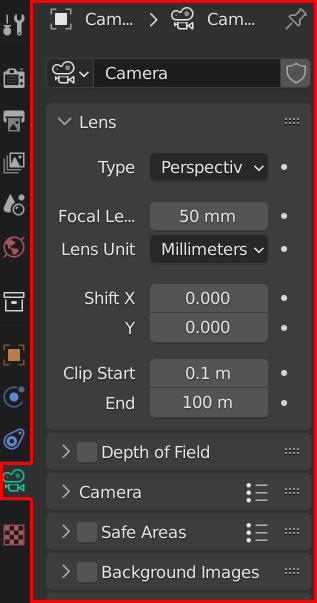 Cam... > Cam...
Camera
Lens
Type Perspectiv
Focal Le... 50 mm
Lens Unit Millimeters
Shift X 0.000
Y 0.000
Clip Start 0.1 m
End 100 m
Depth of Field
Camera
Safe Areas
Background Images